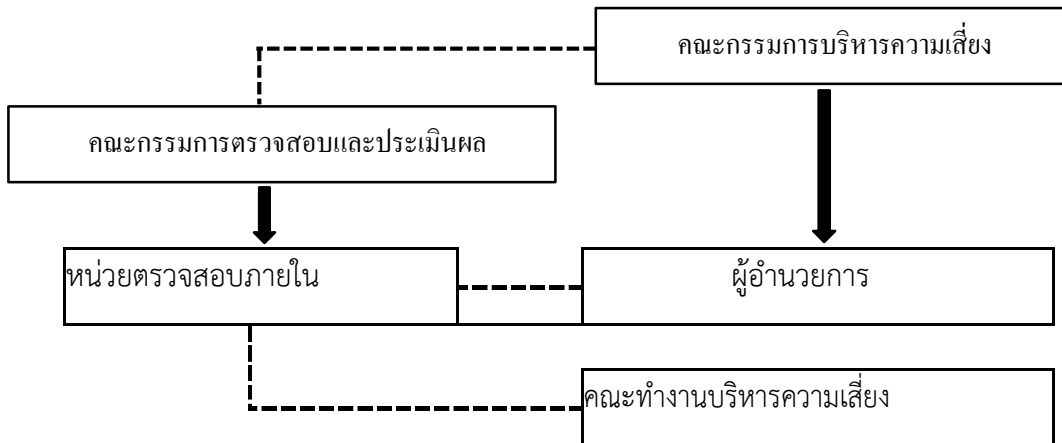 คณะกรรมการบริหารความเสี่ยง
คณะกรรมการตรวจสอบและประเมินผล
หน่วยตรวจสอบภายใน
ผู้อำนวยการ
คณะทำงานบริหารความเสี่ยง